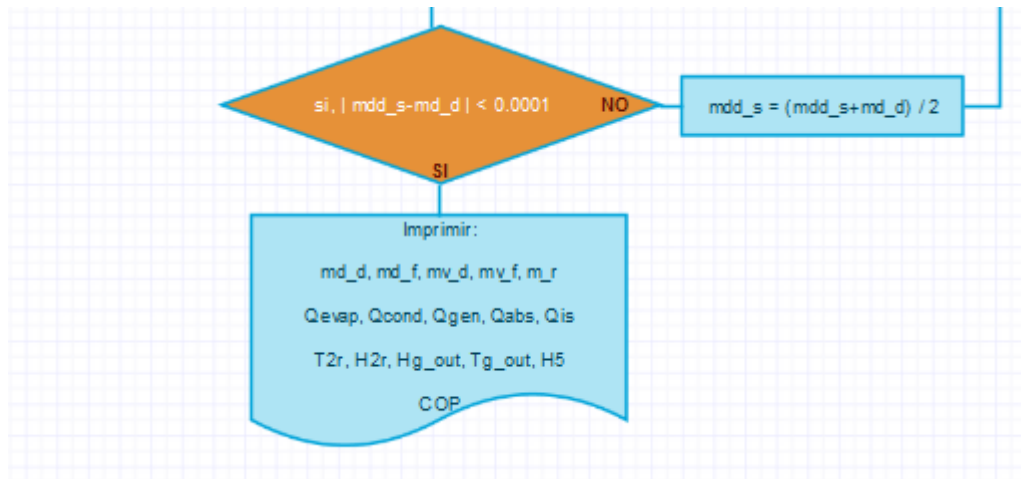 si, | mdd_s-md_d | < 0.0001
NO
mdd_s = (mdd_s+md_d) / 2
SI
Imprimir:
md_d, md_f, mv_d, mv_f, m_r
Qevap, Qcond, Qgen, Qabs, Qis
T2r, H2r, Hg_out, Tg_out, H5
COP